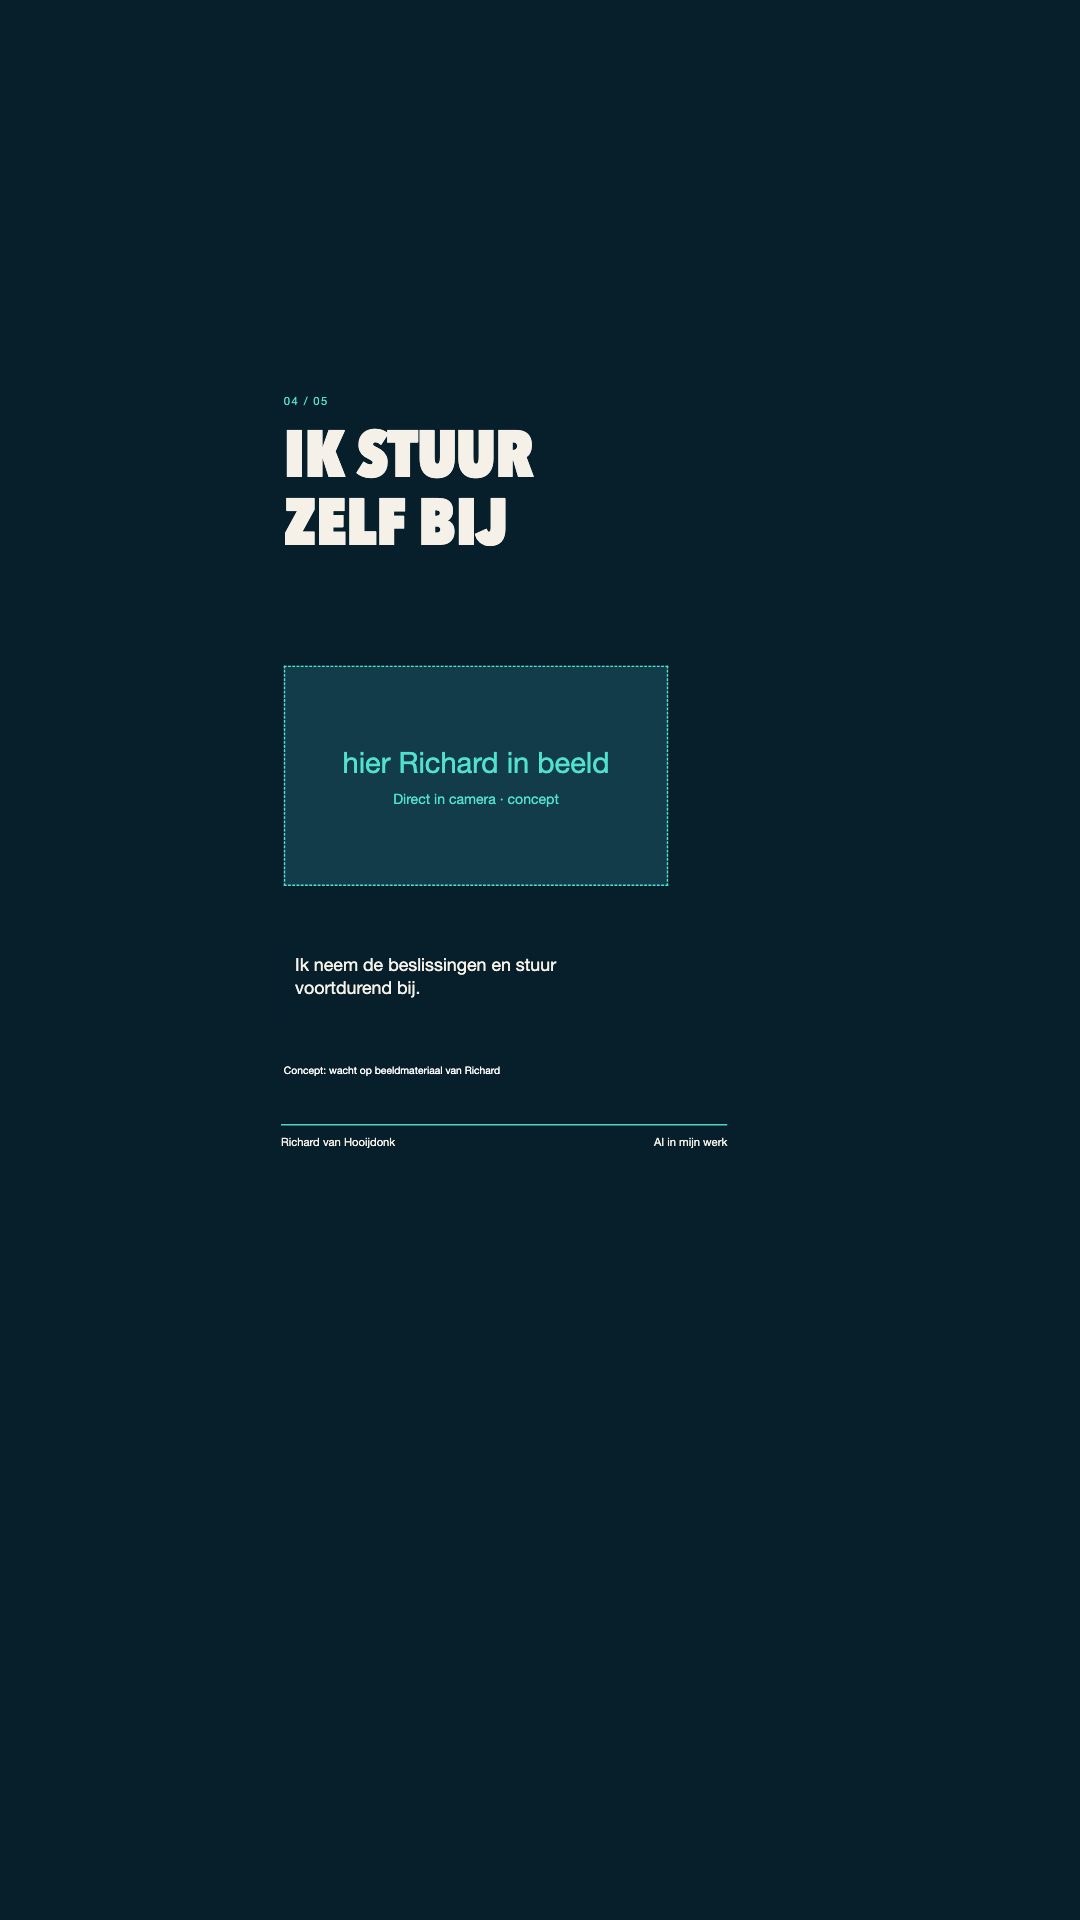 04 / 05
IK STUUR
ZELF BIJ
hier Richard in beeld
Direct in camera · concept
Ik neem de beslissingen en stuur
voortdurend bij.
Concept: wacht op beeldmateriaal van Richard
Richard van Hooijdonk
AI in mijn werk